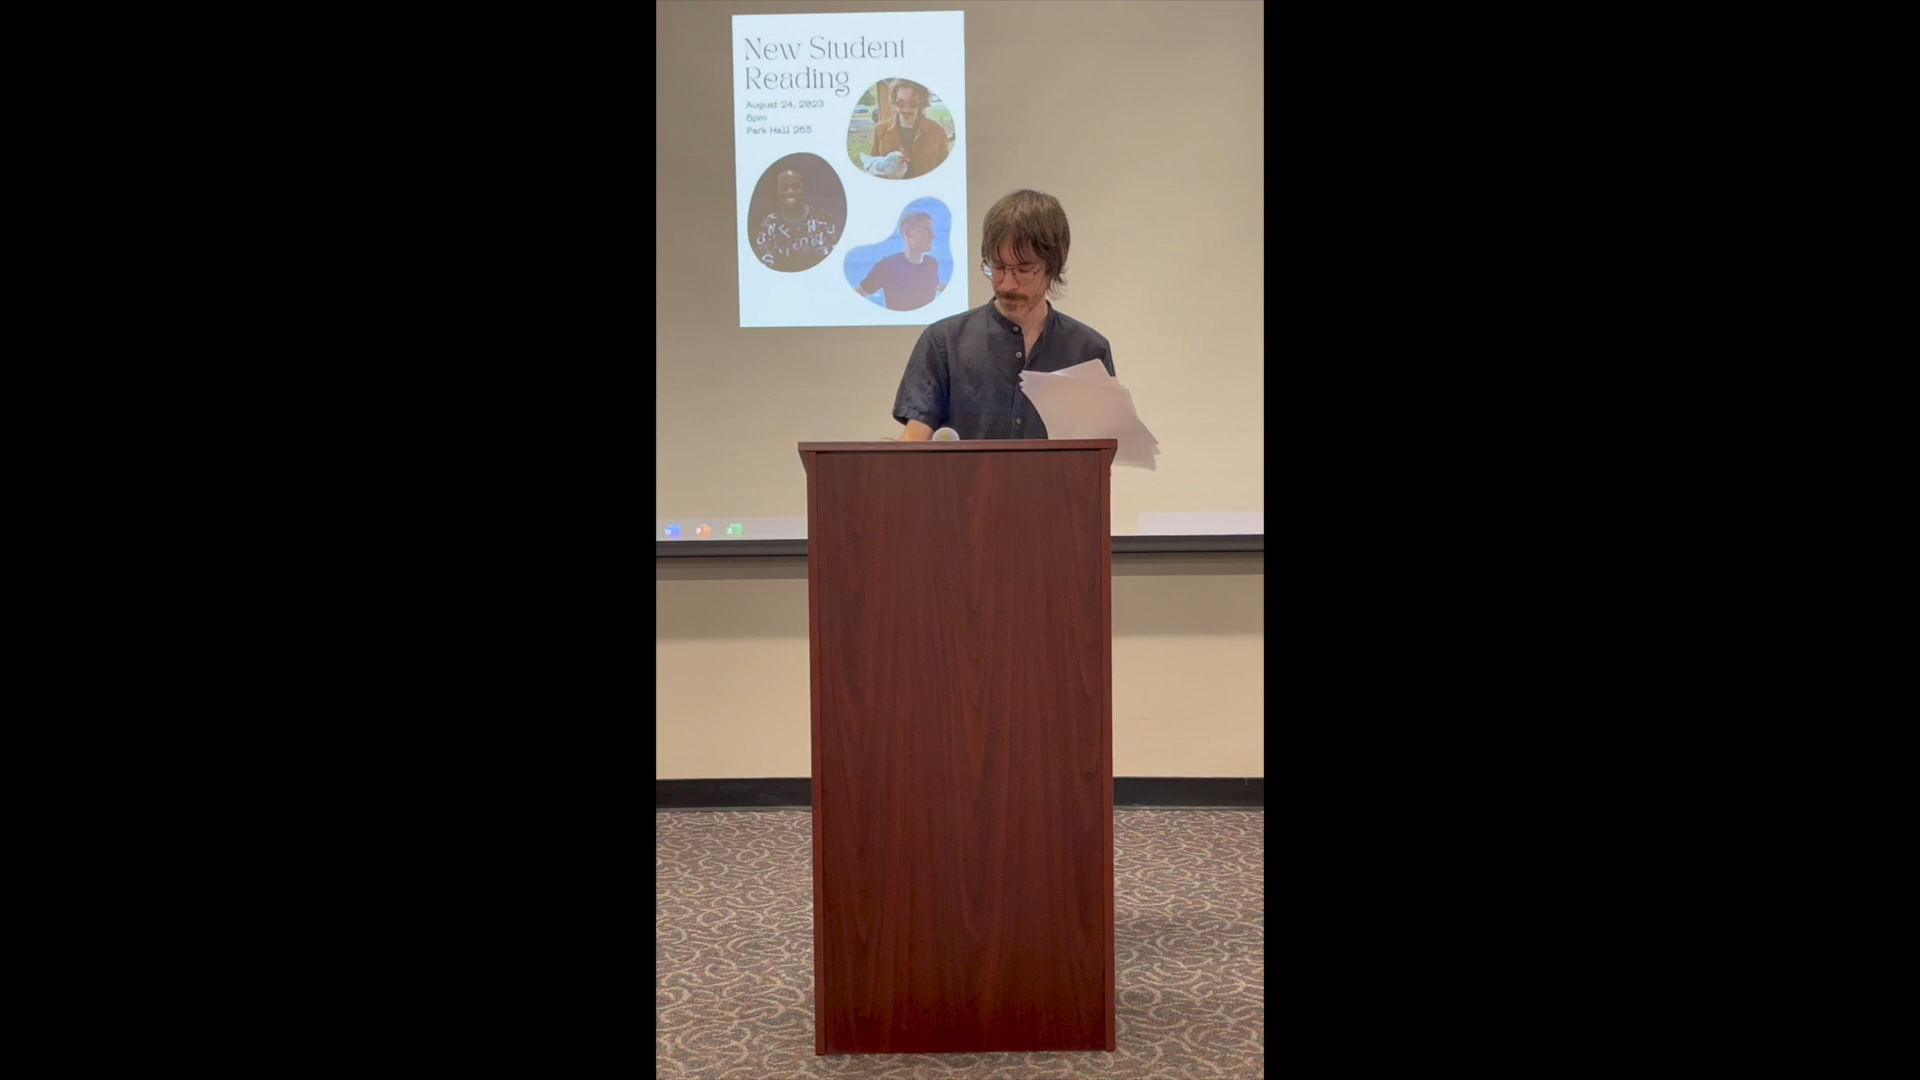 New Student
Reading
August 24, 2023
6pm
Park Hall 265